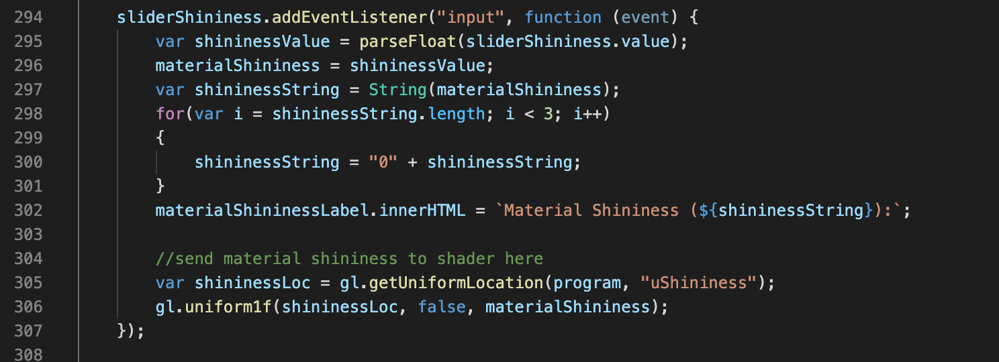 294 sliderShininess.addEventListener("input", function (event) {
295 var shininessValue = parseFloat(sliderShininess.value);
296 materialShininess = shininessValue;
297 var shininessString = String(materialShininess);
298 for(var i = shininessString.length; i < 3; i++)
299 {
300 shininessString = "0" + shininessString;
301 }
302 materialShininessLabel.innerHTML = `Material Shininess (${shininessString}):`;
303
304 //send material shininess to shader here
305 var shininessLoc = gl.getUniformLocation(program, "uShininess");
306 gl.uniform1f(shininessLoc, false, materialShininess);
307 });
308